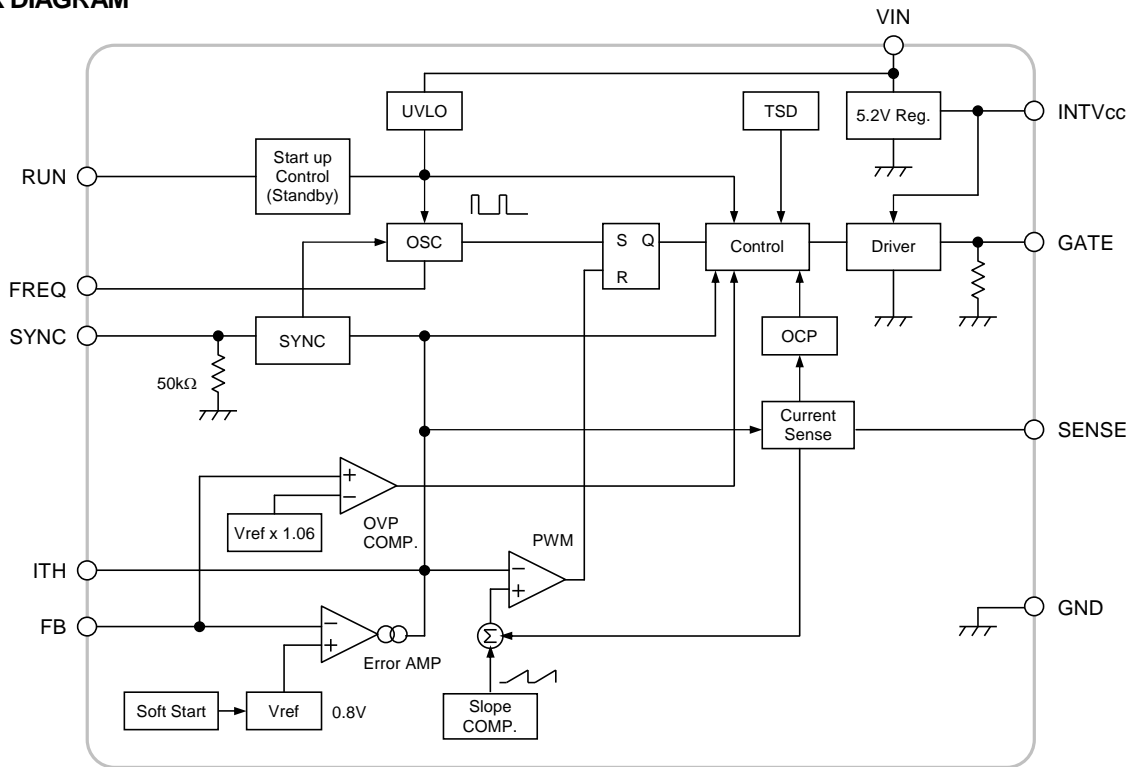 K DIAGRAM
VIN
UVLO
TSD
5.2V Reg.
INTVcc
RUN
Start up
Control
(Standby)
OSC
S Q
R
Control
Driver
GATE
FREQ
SYNC
SYNC
OCP
50kΩ
Current
Sense
SENSE
+
−
Vref x 1.06
OVP
COMP.
PWM
ITH
−
+
GND
FB
−
+
Σ
Error AMP
Soft Start
Vref
0.8V
Slope
COMP.